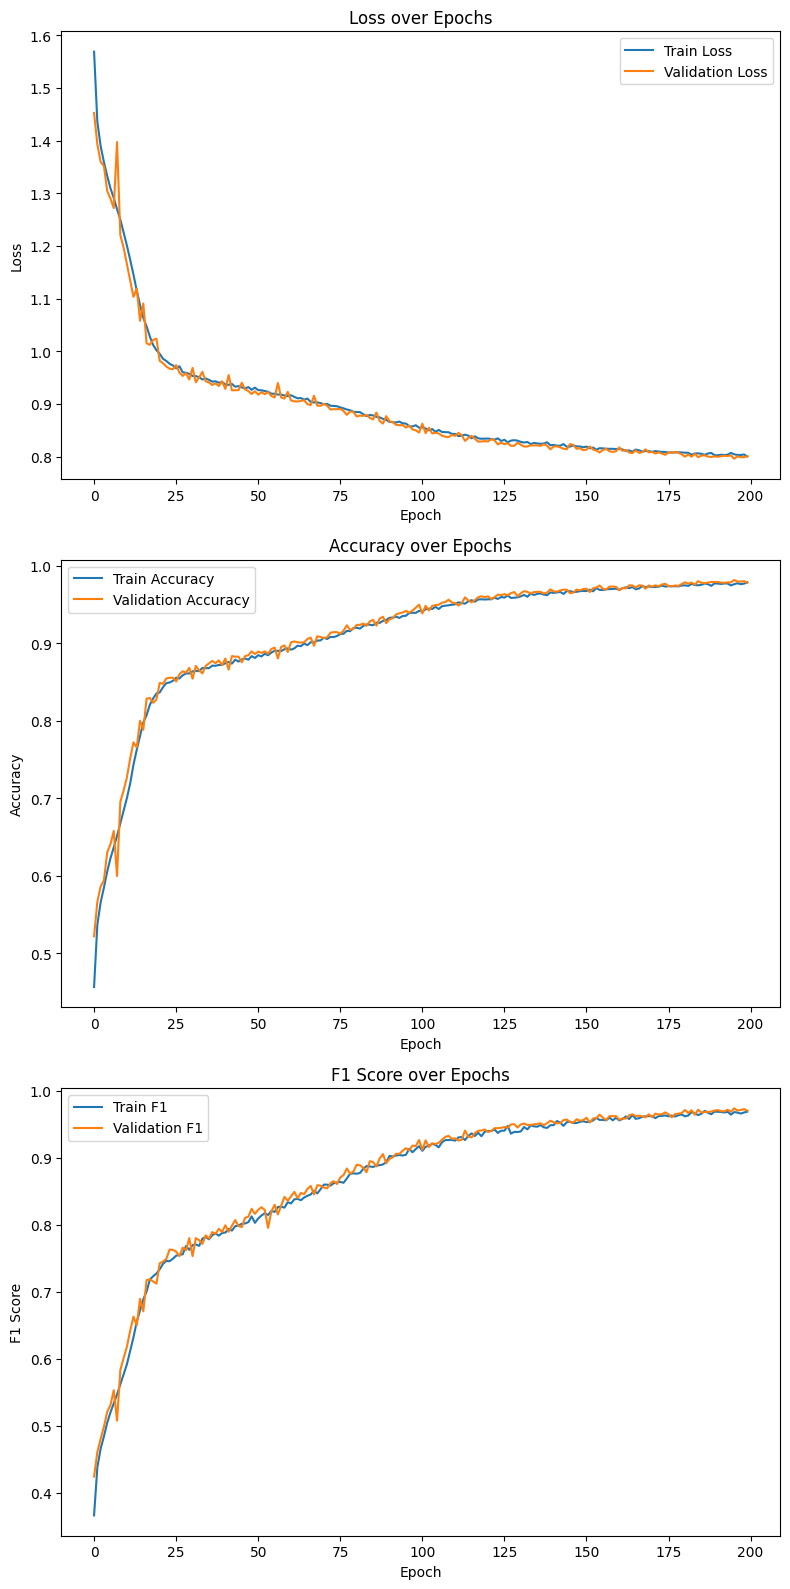 Loss over Epochs
1.6
1.5
1.4
1.3
1.2
1.1
1.0
0.9
0.8
Loss
Train Loss
Validation Loss
0 25 50 75 100 125 150 175 200
Epoch
Accuracy over Epochs
1.0
0.9
0.8
0.7
0.6
0.5
Accuracy
Train Accuracy
Validation Accuracy
0 25 50 75 100 125 150 175 200
Epoch
F1 Score over Epochs
1.0
0.9
0.8
0.7
0.6
0.5
0.4
F1 Score
Train F1
Validation F1
0 25 50 75 100 125 150 175 200
Epoch